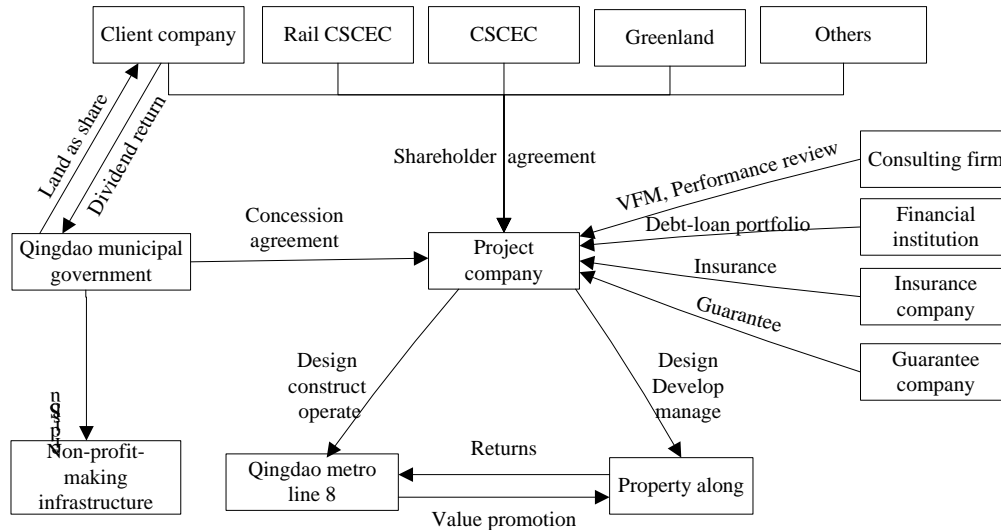 Client company
Rail CSCEC
CSCEC
Greenland
Others
Land as share
Dividend return
Shareholder agreement
VFM, Performance review
Consulting firm
Concession
agreement
Debt-loan portfolio
Financial
institution
Qingdao municipal
government
Project
company
Insurance
Insurance
company
Guarantee
Guarantee
company
Design
construct
operate
Design
Develop
manage
Non-profit-
making
infrastructure
Qingdao metro
line 8
Returns
Property along
Value promotion